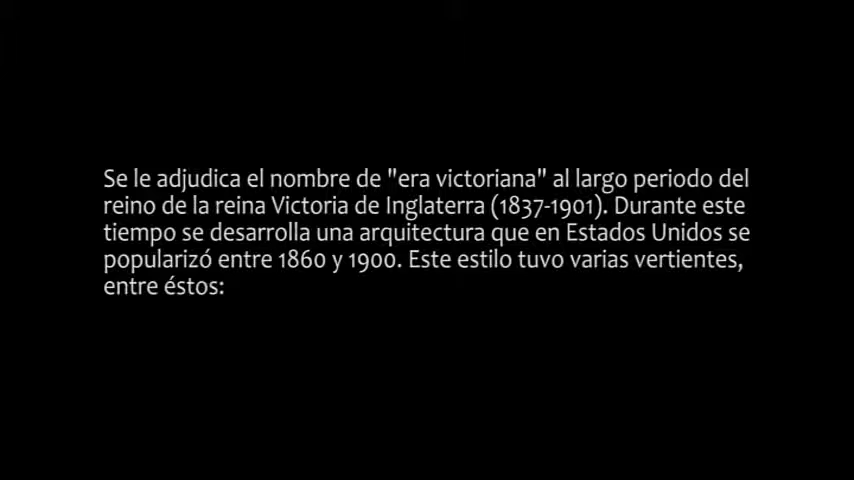 Se le adjudica el nombre de "era victoriana" al largo periodo del
reino de la reina Victoria de Inglaterra (1837-1901). Durante este
tiempo se desarrolla una arquitectura que en Estados Unidos se
popularizó entre 1860 y 1900. Este estilo tuvo varias vertientes,
entre éstos: